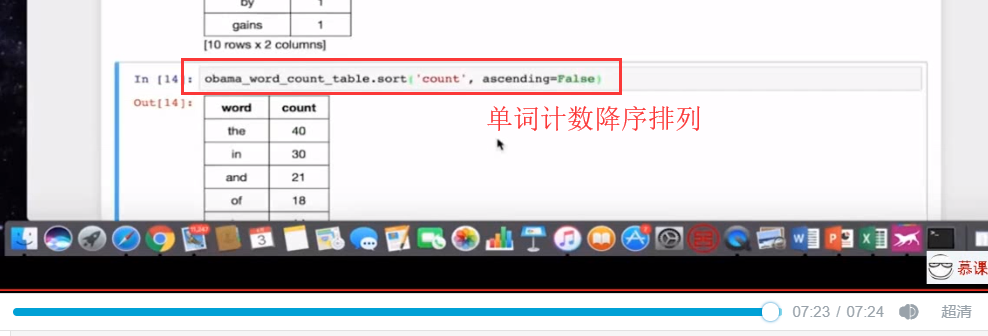 by 1
gains 1
[10 rows x 2 columns]
In [14]: obama_word_count_table.sort('count', ascending=False)
Out[14]:
word count
the 40
in 30
and 21
of 18
单词计数降序排列
3
慕课
07:23 / 07:24 超清